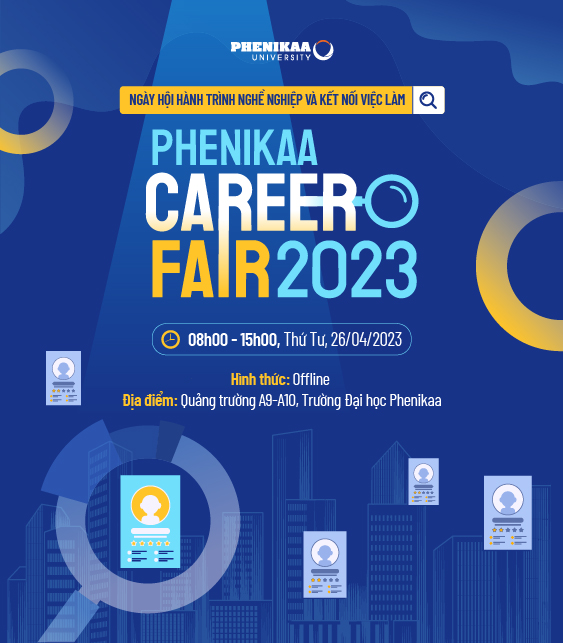 PHENIKAA
UNIVERSITY
NGÀY HỘI HÀNH TRÌNH NGHỀ NGHIỆP VÀ KẾT NỐI VIỆC LÀM
PHENIKAA
CAREER
FAIR 2023
08h00 - 15h00, Thứ Tư, 26/04/2023
Hình thức: Offline
Địa điểm: Quảng trường A9-A10, Trường Đại học Phenikaa